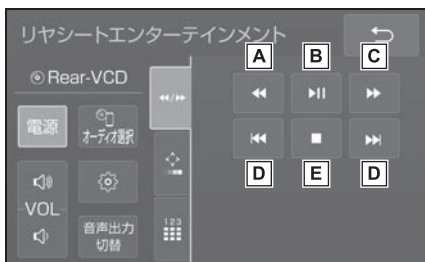 リヤシートエンターテインメント
A B C
Rear-VCD
電源
オーディオ選択
D E D
VOL
音声出力
切替
123